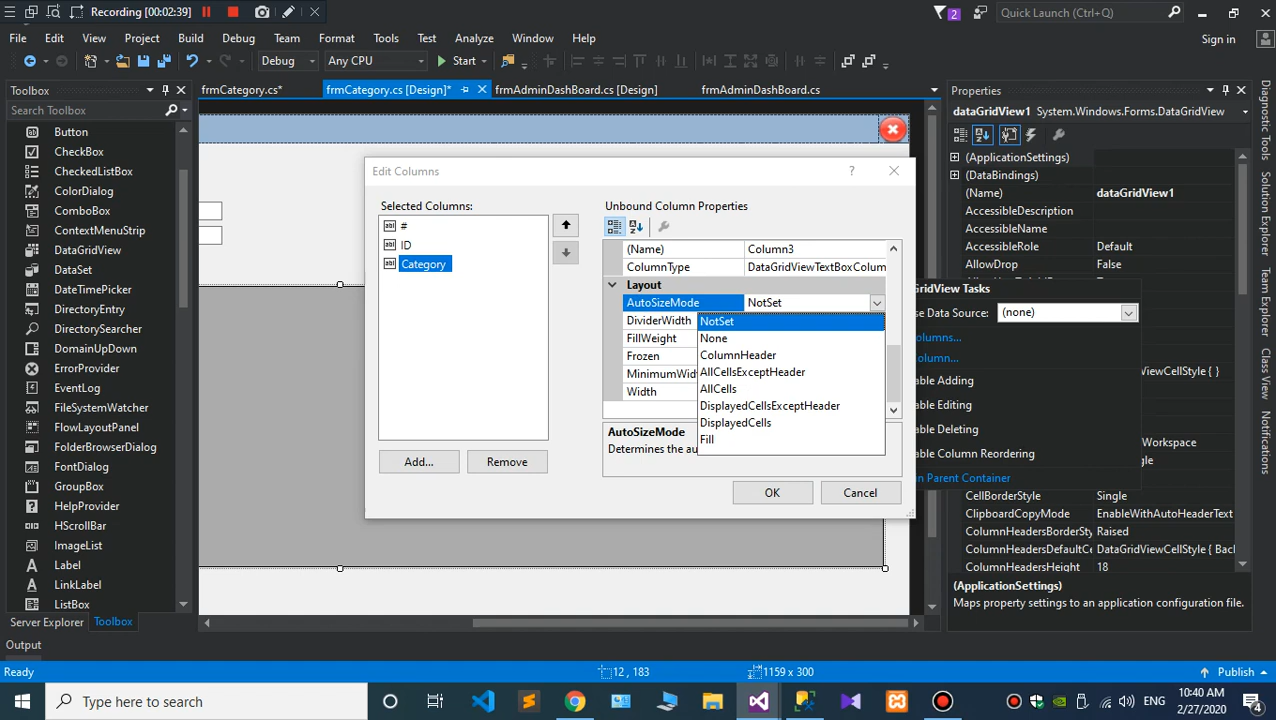 Recording [00:02:39]
2
Quick Launch (Ctrl+Q)
File Edit View Project Build Debug Team Format Tools Test Analyze Window Help
Sign in
Debug Any CPU Start
Toolbox
frmCategory.cs* frmCategory.cs [Design]* frmAdminDashBoard.cs [Design] frmAdminDashBoard.cs
Properties
Search Toolbox
dataGridView1 System.Windows.Forms.DataGridView
Button
CheckBox
CheckedListBox
ColorDialog
ComboBox
ContextMenuStrip
DataGridView
DataSet
DateTimePicker
DirectoryEntry
DirectorySearcher
DomainUpDown
ErrorProvider
EventLog
FileSystemWatcher
FlowLayoutPanel
FolderBrowserDialog
FontDialog
GroupBox
HelpProvider
HScrollBar
ImageList
Label
LinkLabel
ListBox
Server Explorer Toolbox
Edit Columns
?
Selected Columns:
#
ID
Category
Add... Remove
Unbound Column Properties
(Name) Column3
ColumnType DataGridViewTextBoxColum
Layout
AutoSizeMode NotSet
DividerWidth
FillWeight
Frozen
MinimumWid
Width
NotSet
None
ColumnHeader
AllCellsExceptHeader
AllCells
DisplayedCellsExceptHeader
DisplayedCells
Fill
AutoSizeMode
Determines the au
OK Cancel
(ApplicationSettings)
(DataBindings)
(Name) dataGridView1
AccessibleDescription
AccessibleName
AccessibleRole Default
AllowDrop False
GridView Tasks
se Data Source: (none)
olumns...
olumn...
able Adding
able Editing
able Deleting
able Column Reordering
n Parent Container
ewCellStyle { }
Workspace
gle
CellBorderStyle Single
ClipboardCopyMode EnableWithAutoHeaderText
ColumnHeadersBorderSty Raised
ColumnHeadersDefaultC DataGridViewCellStyle { Bac
ColumnHeadersHeight 18
(ApplicationSettings)
Maps property settings to an application configuration file.
Diagnostic Tools
Solution Explorer
Team Explorer
Class View
Notifications
Output
Ready 12 , 183 1159 x 300 Publish
Type here to search
ENG
10:40 AM
2/27/2020
4